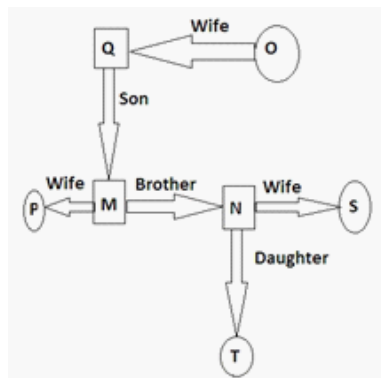 Wife
Q O
Son
Wife Brother Wife
P M N S
Daughter
T